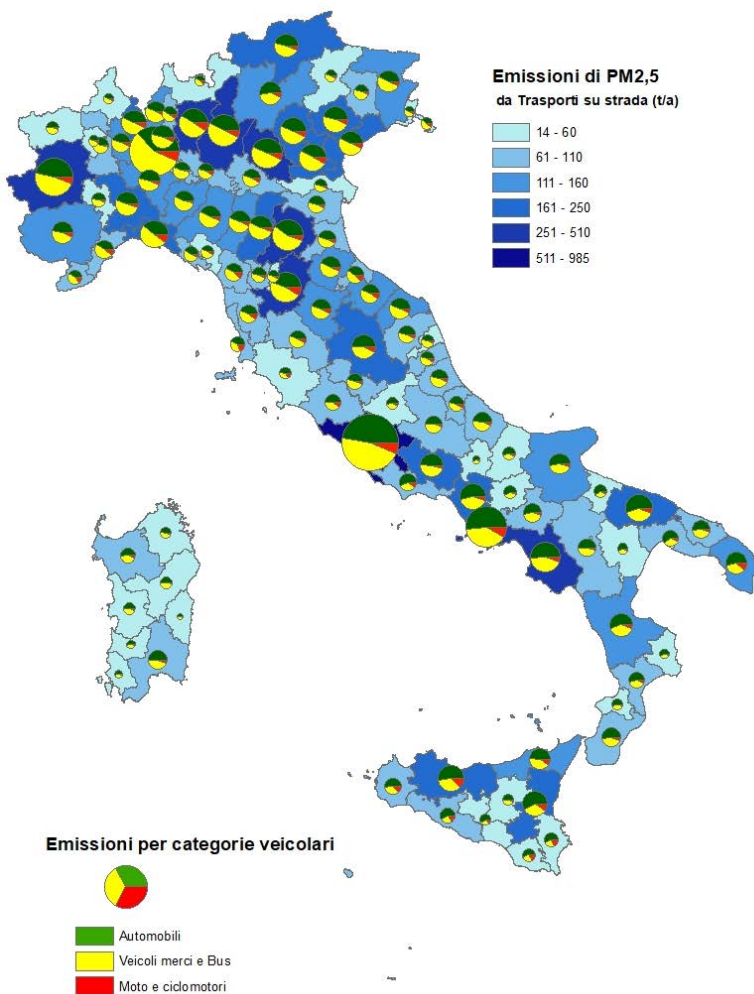 Emissioni di PM2,5
da Trasporti su strada (t/a)
14 - 60
61 - 110
111 - 160
161 - 250
251 - 510
511 - 985
Emissioni per categorie veicolari
Automobili
Veicoli merci e Bus
Moto e ciclomotori